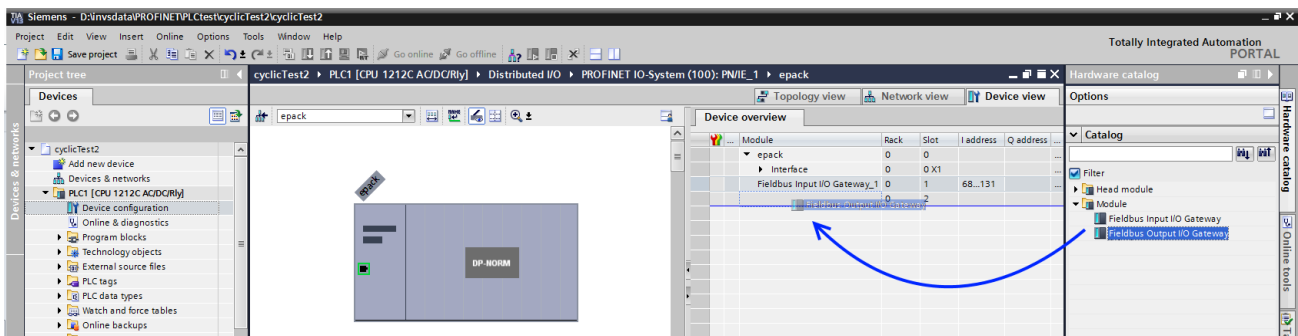 Siemens - D:\invsdata\PROFINET\PLCtest\cyclicTest2\cyclicTest2
Project Edit View Insert Online Options Tools Window Help
Save project Go online Go offline
Totally Integrated Automation
PORTAL
Project tree
cyclicTest2 PLC1 [CPU 1212C AC/DC/Rly] Distributed I/O PROFINET IO-System (100): PN/IE_1 epack
Hardware catalog
Devices
Topology view Network view Device view
Options
epack
Device overview
Catalog
... Module Rack Slot I address Q address ...
cyclicTest2
Add new device
Devices & networks
PLC1 [CPU 1212C AC/DC/Rly]
Device configuration
Online & diagnostics
Program blocks
Technology objects
External source files
PLC tags
PLC data types
Watch and force tables
Online backups
epack
DP-NORM
epack 0 0
Interface 0 0 X1
Fieldbus Input I/O Gateway_1 0 1 68...131
0 2
Fieldbus Output I/O Gateway
Filter
Head module
Module
Fieldbus Input I/O Gateway
Fieldbus Output I/O Gateway
Devices & networks
Hardware catalog
Online tools